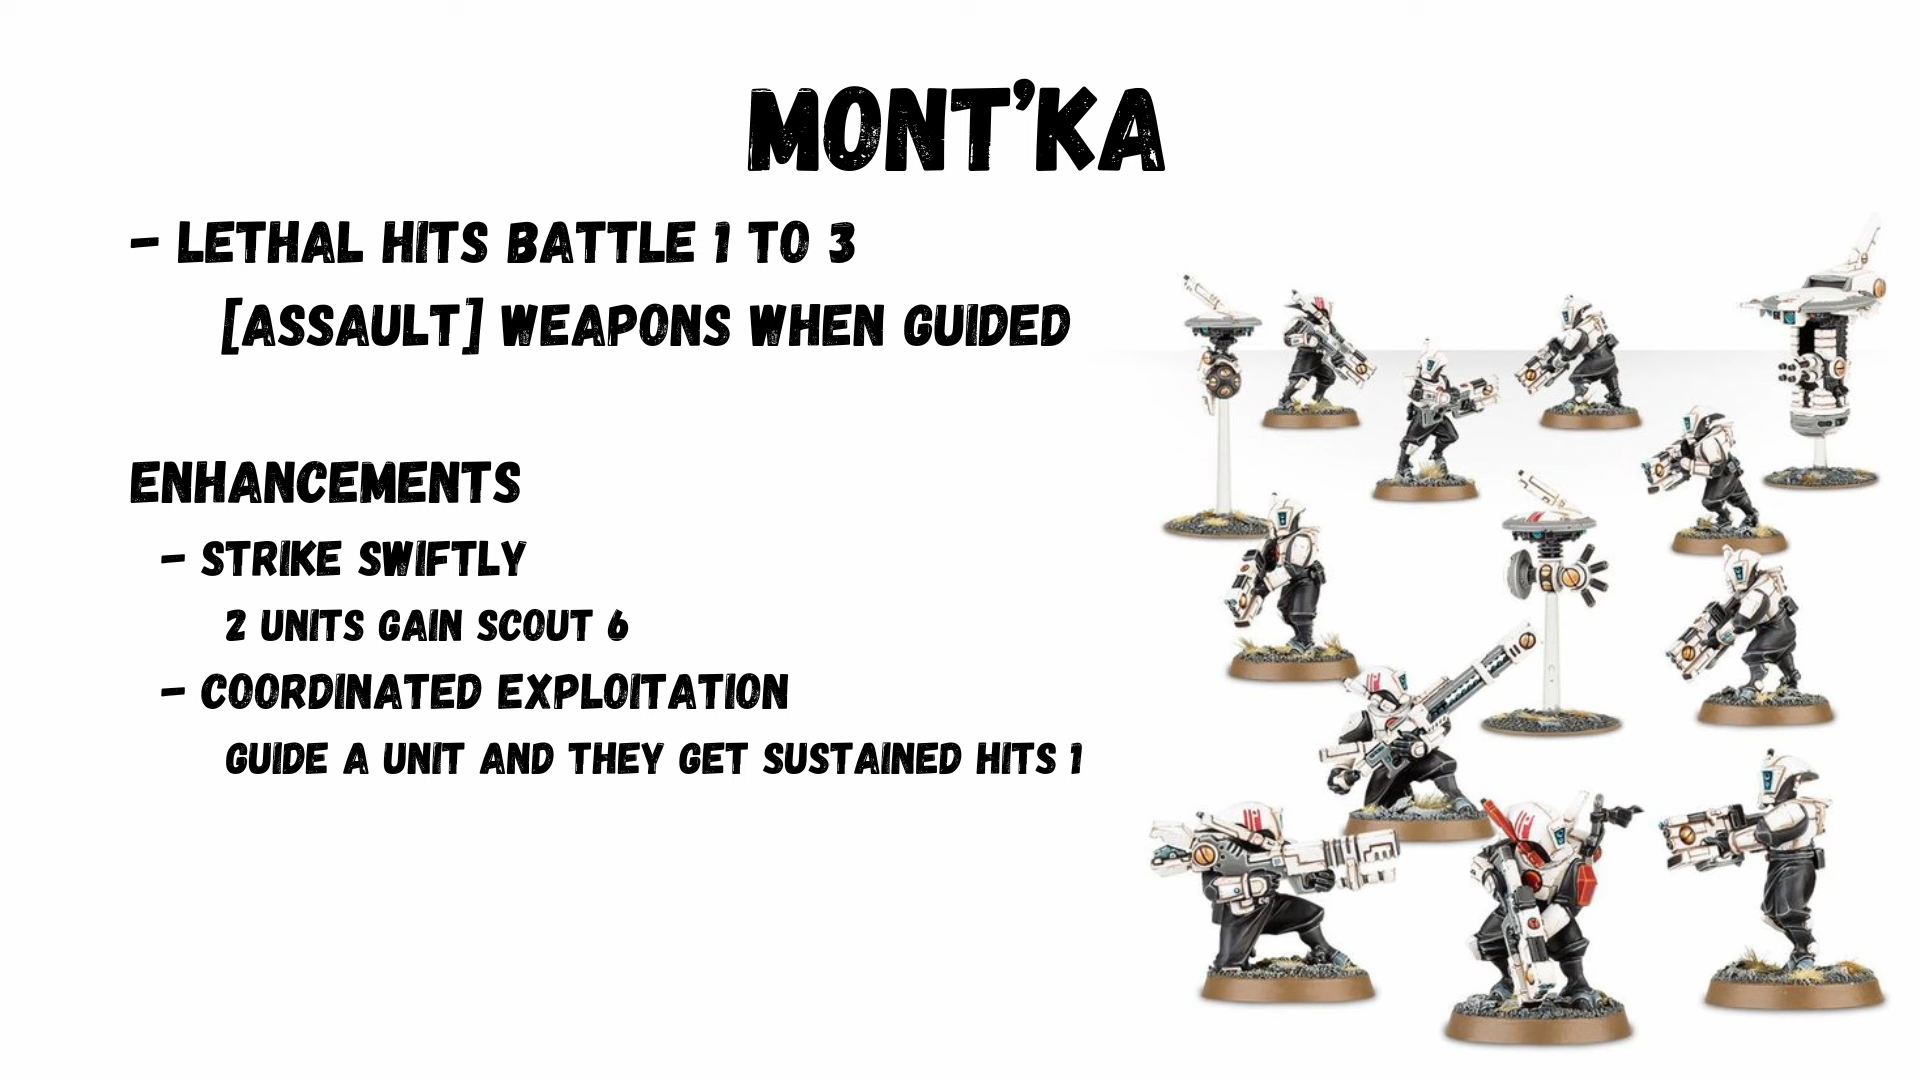 MONT'KA
- LETHAL HITS BATTLE 1 TO 3
[ASSAULT] WEAPONS WHEN GUIDED
ENHANCEMENTS
- STRIKE SWIFTLY
2 UNITS GAIN SCOUT 6
- COORDINATED EXPLOITATION
GUIDE A UNIT AND THEY GET SUSTAINED HITS 1